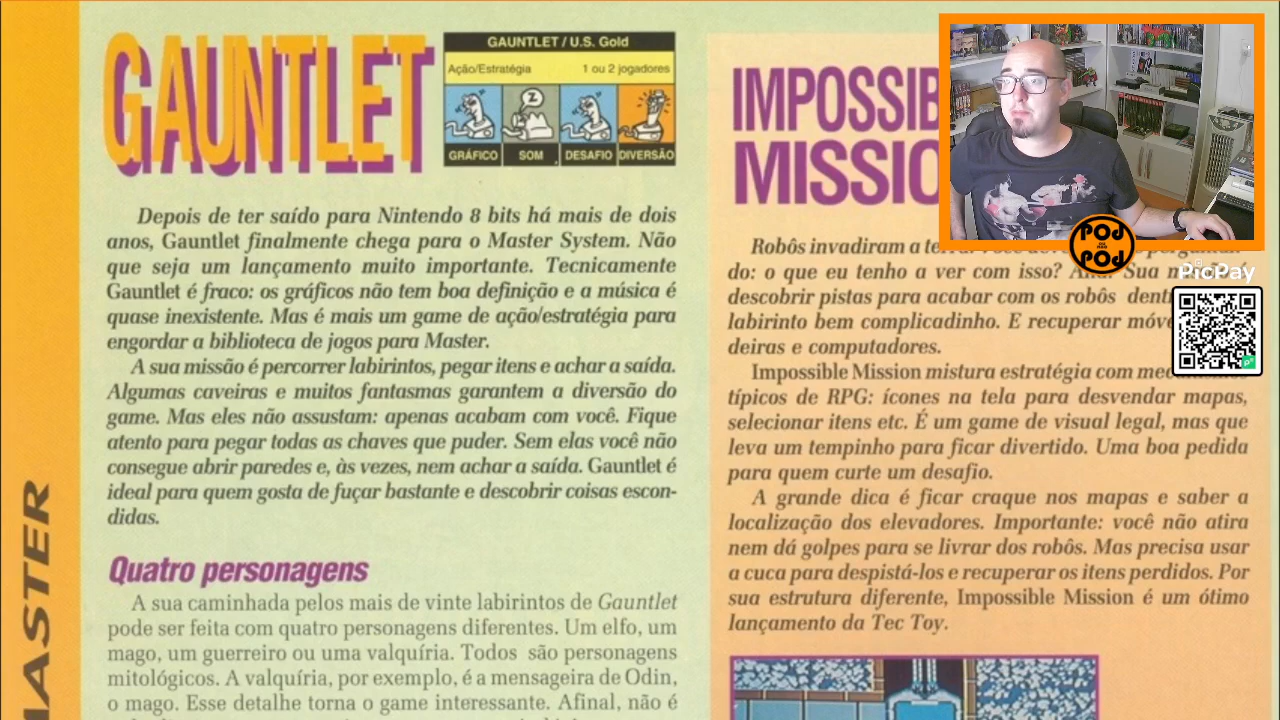 GAUNTLET
GAUNTLET / U.S. Gold
Ação/Estratégia 1 ou 2 jogadores
GRÁFICO SOM DESAFIO DIVERSÃO
Depois de ter saído para Nintendo 8 bits há mais de dois
anos, Gauntlet finalmente chega para o Master System. Não
que seja um lançamento muito importante. Tecnicamente
Gauntlet é fraco: os gráficos não tem boa definição e a música é
quase inexistente. Mas é mais um game de ação/estratégia para
engordar a biblioteca de jogos para Master.
A sua missão é percorrer labirintos, pegar itens e achar a saída.
Algumas caveiras e muitos fantasmas garantem a diversão do
game. Mas eles não assustam: apenas acabam com você. Fique
atento para pegar todas as chaves que puder. Sem elas você não
consegue abrir paredes e, às vezes, nem achar a saída. Gauntlet é
ideal para quem gosta de fuçar bastante e descobrir coisas escon-
didas.
Quatro personagens
A sua caminhada pelos mais de vinte labirintos de Gauntlet
pode ser feita com quatro personagens diferentes. Um elfo, um
mago, um guerreiro ou uma valquíria. Todos são personagens
mitológicos. A valquíria, por exemplo, é a mensageira de Odin,
o mago. Esse detalhe torna o game interessante. Afinal, não é
MASTER
IMPOSSIB
MISSIO
Robôs invadiram a
do: o que eu tenho a ver com isso? Sua
descobrir pistas para acabar com os robôs
labirinto bem complicadinho. E recuperar
deiras e computadores.
Impossible Mission mistura estratégia com
típicos de RPG: ícones na tela para desvendar mapas,
selecionar itens etc. É um game de visual legal, mas que
leva um tempinho para ficar divertido. Uma boa pedida
para quem curte um desafio.
A grande dica é ficar craque nos mapas e saber a
localização dos elevadores. Importante: você não atira
nem dá golpes para se livrar dos robôs. Mas precisa usar
a cuca para despistá-los e recuperar os itens perdidos. Por
sua estrutura diferente, Impossible Mission é um ótimo
lançamento da Tec Toy.
POD
OU NÃO
POD
PicPay